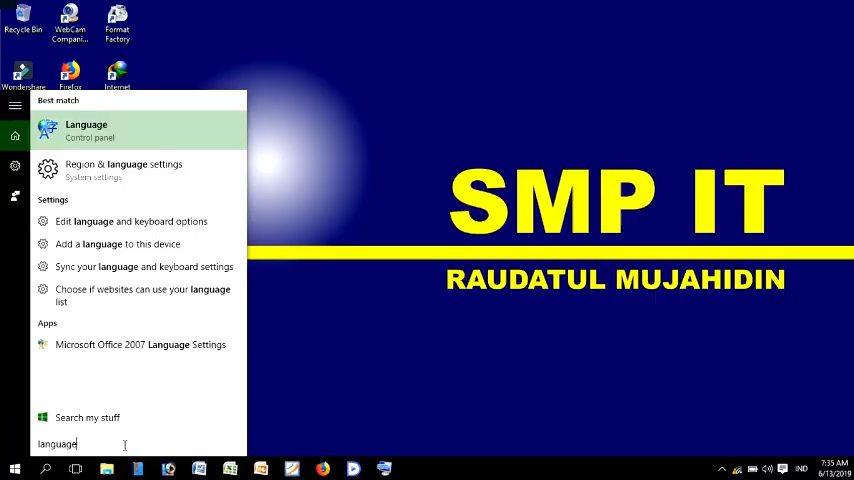 Recycle Bin
WebCam
Compani...
Format
Factory
Wondershare
Firefox
Internet
Best match
Language
Control panel
Region & language settings
System settings
Settings
Edit language and keyboard options
Add a language to this device
Sync your language and keyboard settings
Choose if websites can use your language
list
Apps
Microsoft Office 2007 Language Settings
Search my stuff
language
SMP IT
RAUDATUL MUJAHIDIN
IND
7:35 AM
6/13/2019